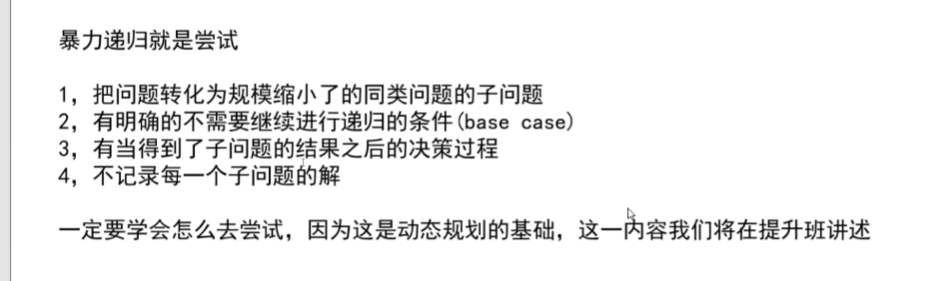 暴力递归就是尝试
1，把问题转化为规模缩小了的同类问题的子问题
2，有明确的不需要继续进行递归的条件(base case)
3，有当得到了子问题的结果之后的决策过程
4，不记录每一个子问题的解
一定要学会怎么去尝试，因为这是动态规划的基础，这一内容我们将在提升班讲述